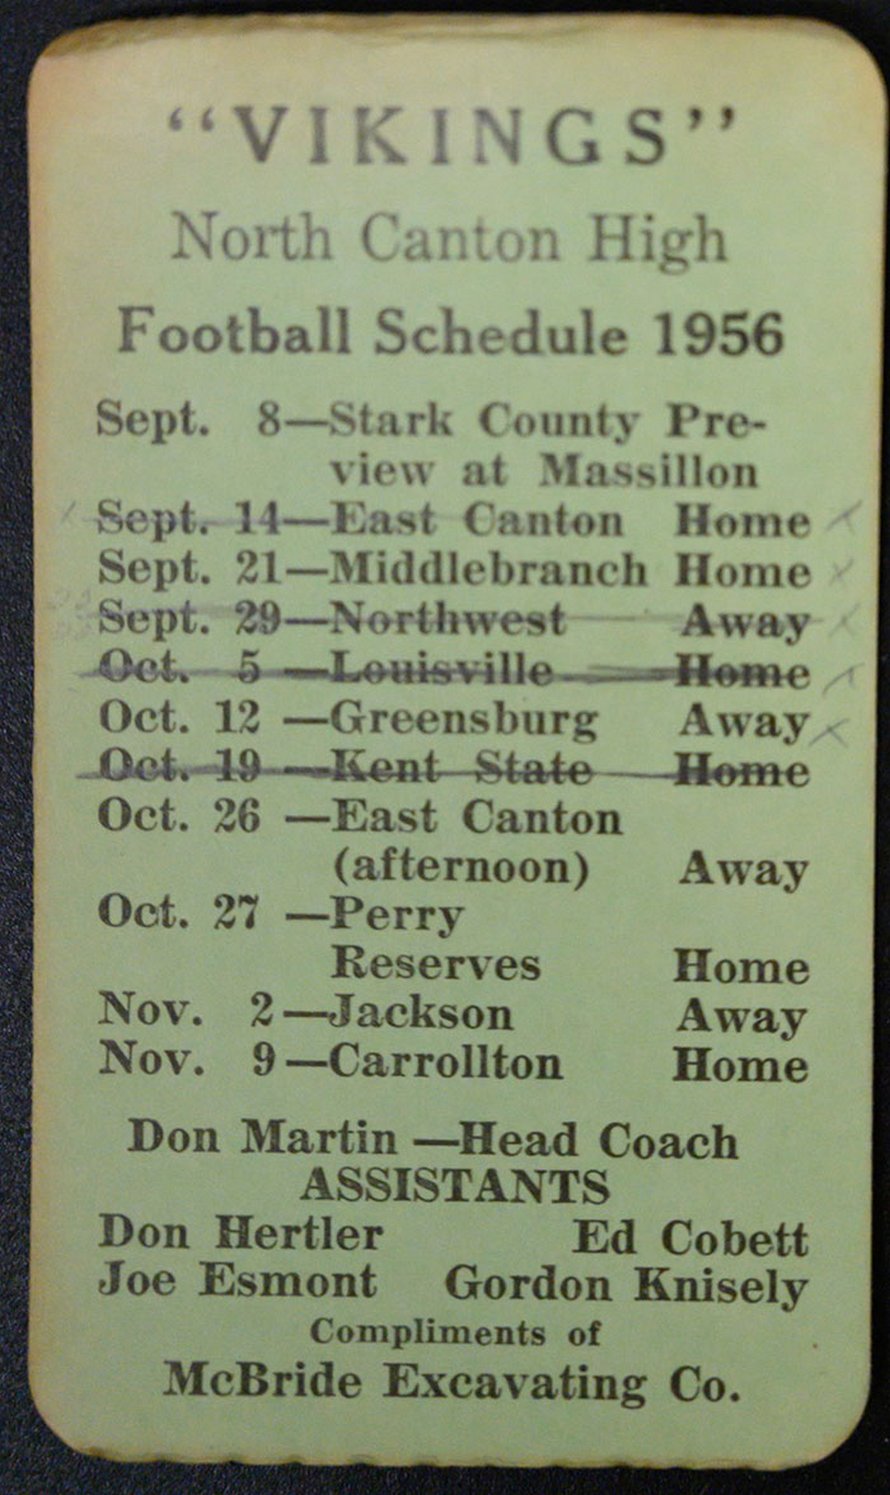 “VIKINGS”
North Canton High
Football Schedule 1956
Sept. 8—Stark County Pre-
view at Massillon
Sept. 14—East Canton Home
Sept. 21—Middlebranch Home
Sept. 29—Northwest Away
Oct. 5 —Louisville Home
Oct. 12 —Greensburg Away
Oct. 19 —Kent State Home
Oct. 26 —East Canton
(afternoon) Away
Oct. 27 —Perry
Reserves Home
Nov. 2—Jackson Away
Nov. 9—Carrollton Home
Don Martin —Head Coach
ASSISTANTS
Don Hertler Ed Cobett
Joe Esmont Gordon Knisely
Compliments of
McBride Excavating Co.